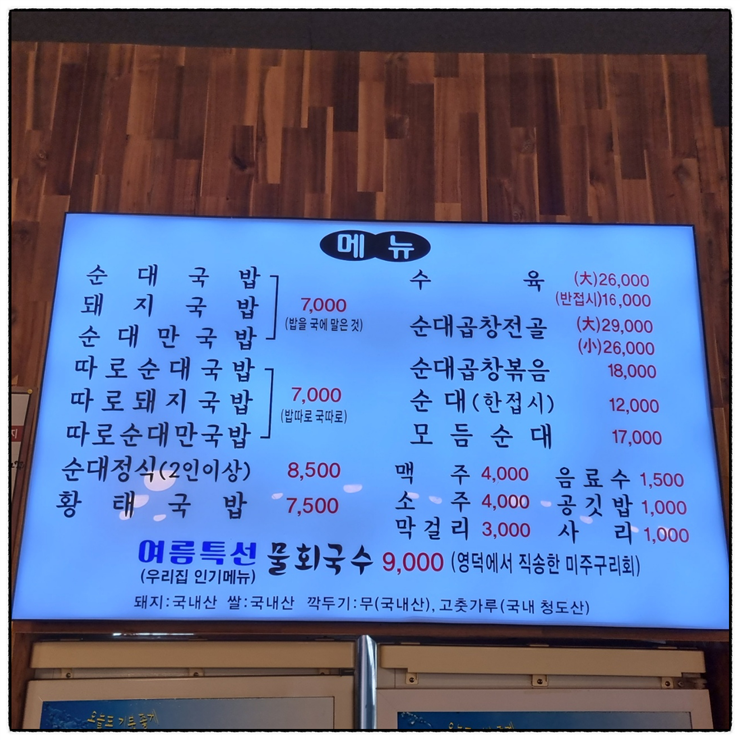 메뉴
순대국밥
돼지국밥
순대만국밥
7,000
(밥을 국에 말은 것)
따로순대국밥
따로돼지국밥
따로순대만국밥
7,000
(밥따로 국따로)
순대정식(2인이상) 8,500
황태국밥 7,500
수육 (大)26,000
(반접시)16,000
순대곱창전골 (大)29,000
(小)26,000
순대곱창볶음 18,000
순대(한접시) 12,000
모듬순대 17,000
맥주 4,000 음료수 1,500
소주 4,000 공깃밥 1,000
막걸리 3,000 사리 1,000
여름특선 물회국수 9,000 (영덕에서 직송한 미주구리회)
(우리집 인기메뉴)
돼지:국내산 쌀:국내산 깍두기:무(국내산), 고춧가루(국내 청도산)